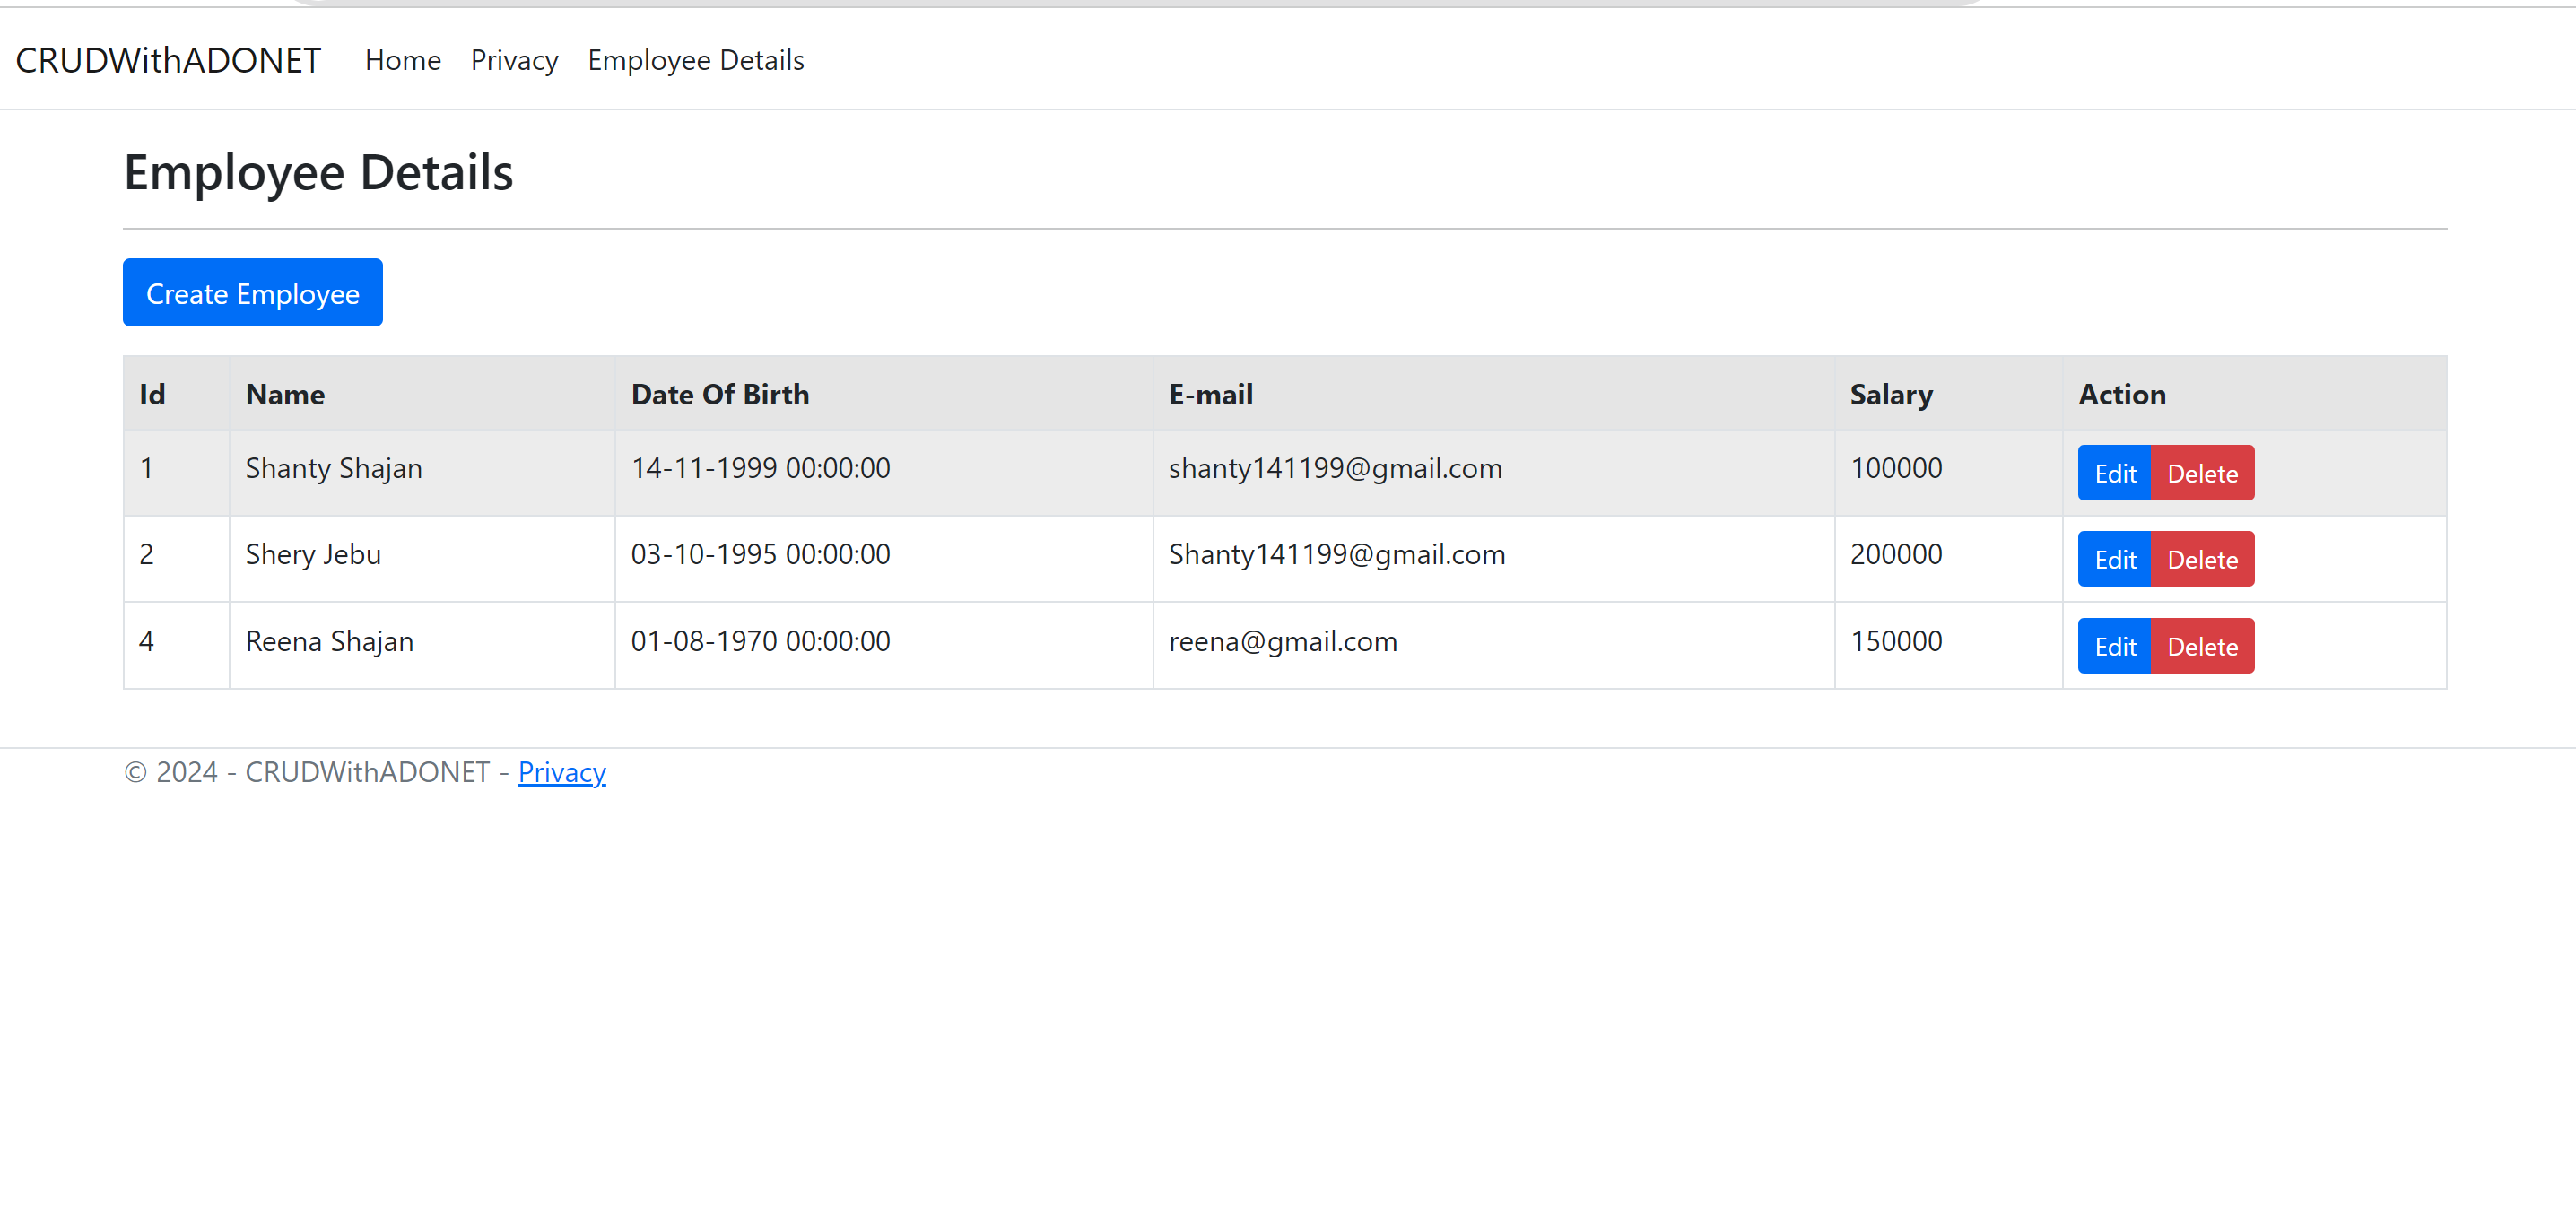 CRUDWithADONET Home Privacy Employee Details
Employee Details
Create Employee
Id Name Date Of Birth E-mail Salary Action
1 Shanty Shajan 14-11-1999 00:00:00 shanty141199@gmail.com 100000 Edit Delete
2 Shery Jebu 03-10-1995 00:00:00 Shanty141199@gmail.com 200000 Edit Delete
4 Reena Shajan 01-08-1970 00:00:00 reena@gmail.com 150000 Edit Delete
© 2024 - CRUDWithADONET - Privacy